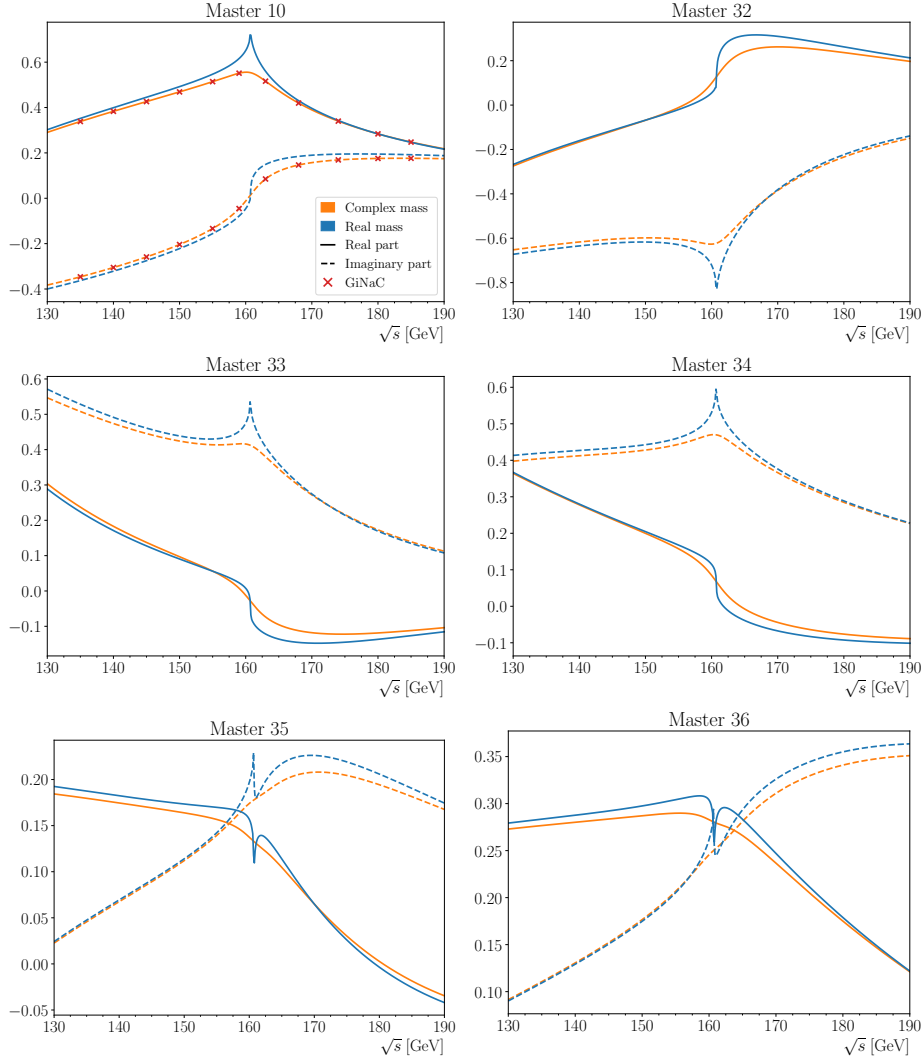 Master 10
0.6
0.4
0.2
0.0
−0.2
−0.4
130 140 150 160 170 180 190
√s [GeV]
Complex mass
Real mass
Real part
Imaginary part
GiNaC
Master 32
0.2
0.0
−0.2
−0.4
−0.6
−0.8
130 140 150 160 170 180 190
√s [GeV]
Master 33
0.6
0.5
0.4
0.3
0.2
0.1
0.0
−0.1
130 140 150 160 170 180 190
√s [GeV]
Master 34
0.6
0.5
0.4
0.3
0.2
0.1
0.0
−0.1
130 140 150 160 170 180 190
√s [GeV]
Master 35
0.20
0.15
0.10
0.05
0.00
−0.05
130 140 150 160 170 180 190
√s [GeV]
Master 36
0.35
0.30
0.25
0.20
0.15
0.10
130 140 150 160 170 180 190
√s [GeV]